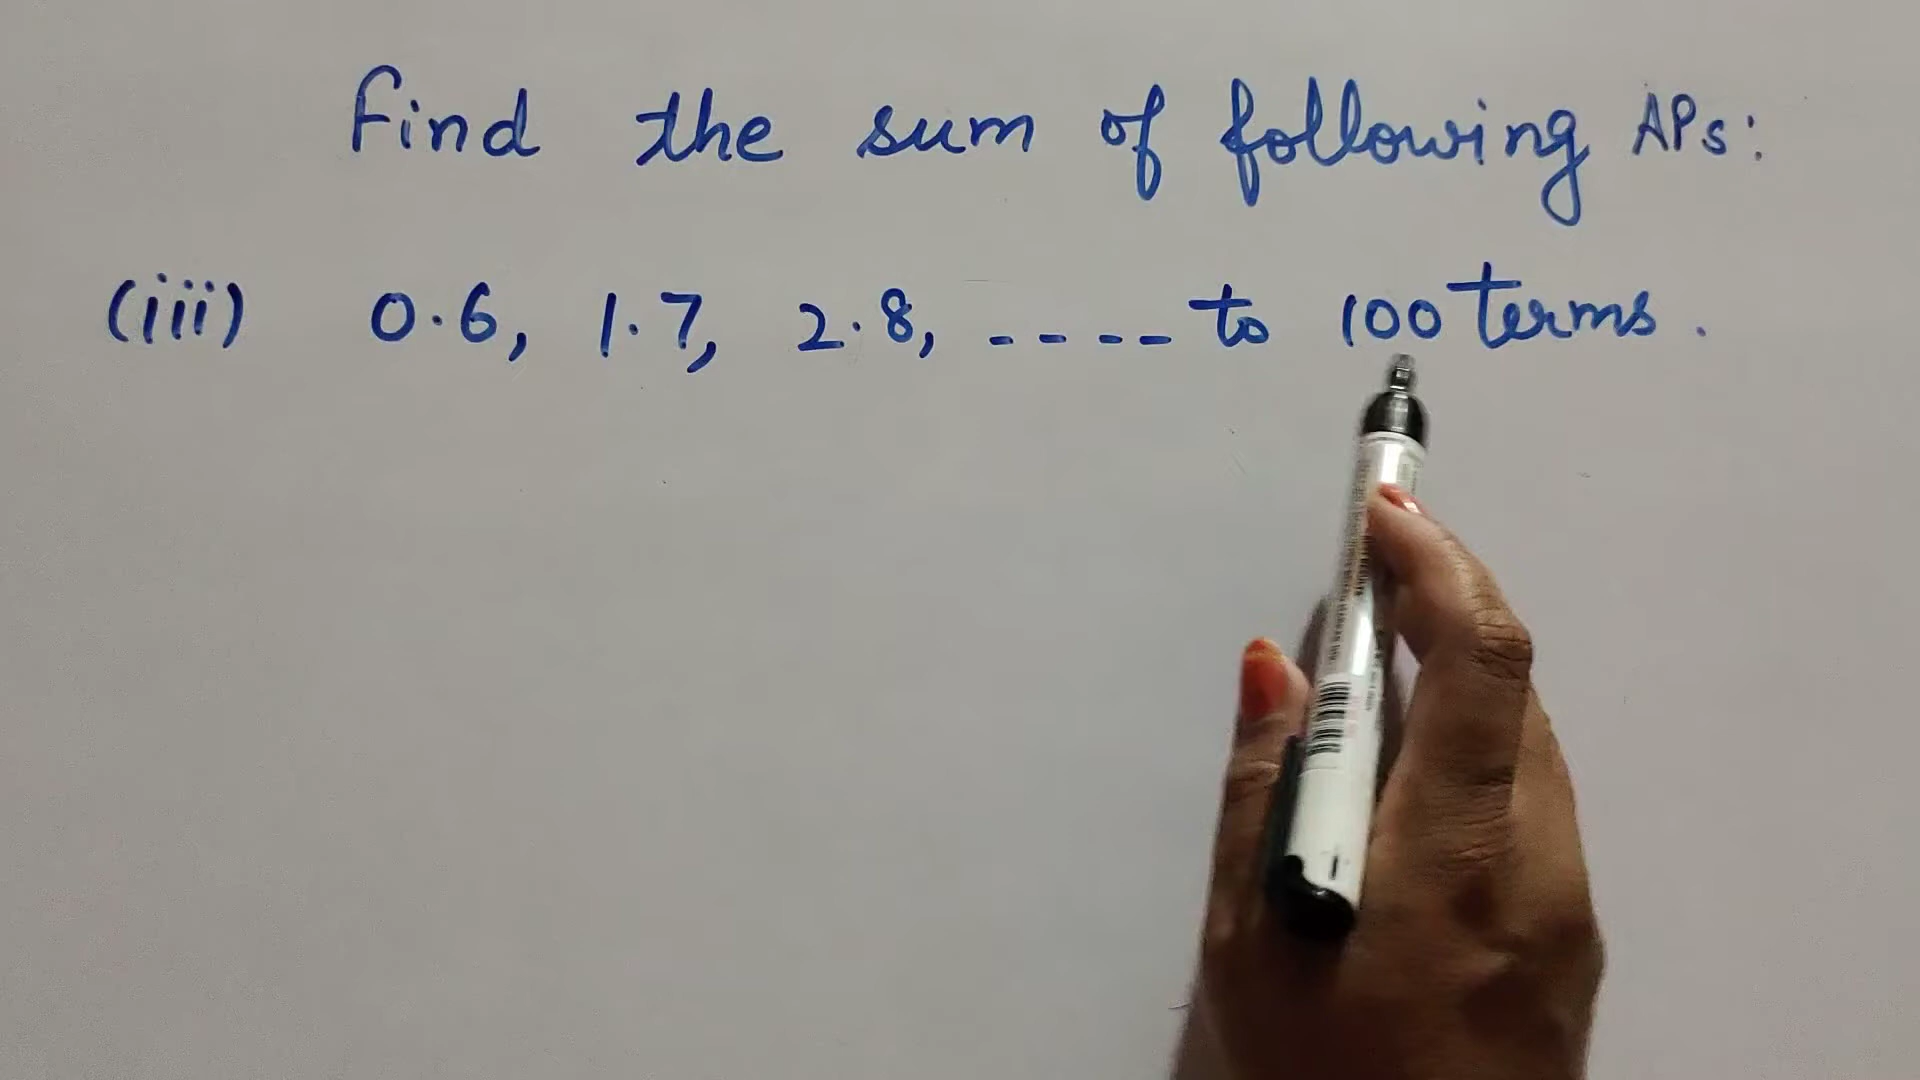 Find the sum of following APs:
(iii) 0.6, 1.7, 2.8, ---- to 100 terms.